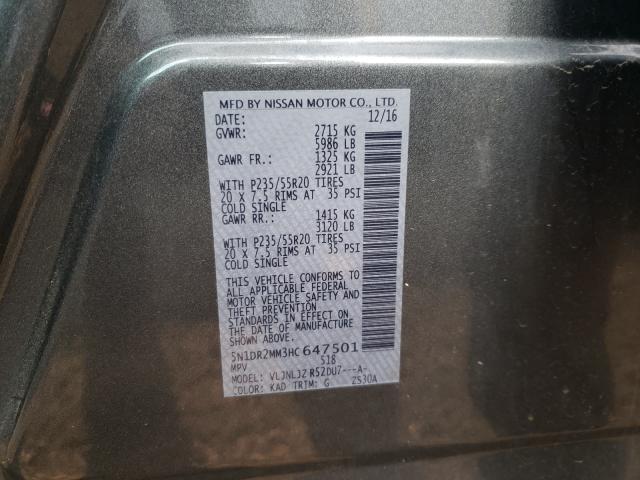 MFD BY NISSAN MOTOR CO., LTD.
DATE: 12/16
GVWR: 2715 KG
5986 LB
GAWR FR.: 1325 KG
2921 LB
WITH P235/55R20 TIRES
20 X 7.5 RIMS AT 35 PSI
COLD SINGLE
GAWR RR.: 1415 KG
3120 LB
WITH P235/55R20 TIRES
20 X 7.5 RIMS AT 35 PSI
COLD SINGLE
THIS VEHICLE CONFORMS TO
ALL APPLICABLE FEDERAL
MOTOR VEHICLE SAFETY AND
THEFT PREVENTION
STANDARDS IN EFFECT ON
THE DATE OF MANUFACTURE
SHOWN ABOVE.
5N1DR2MM3HC647501
MPV S18
MODEL: VLJNLJZ R52DU7---A-
COLOR: KAD TRIM: G ZS30A